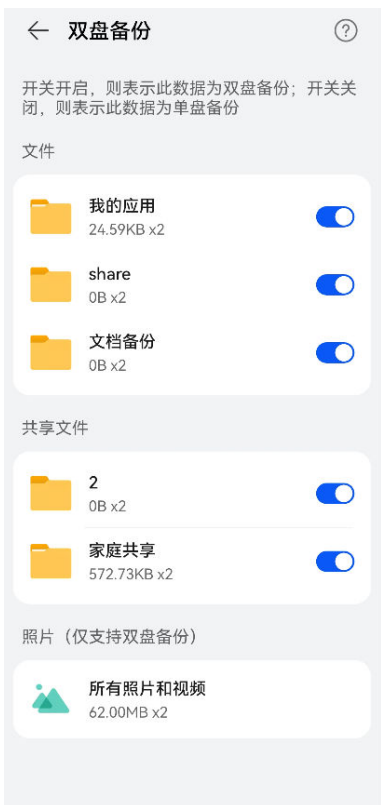 双盘备份
开关开启，则表示此数据为双盘备份；开关关
闭，则表示此数据为单盘备份
文件
我的应用
24.59KB x2
share
0B x2
文档备份
0B x2
共享文件
2
0B x2
家庭共享
572.73KB x2
照片（仅支持双盘备份）
所有照片和视频
62.00MB x2